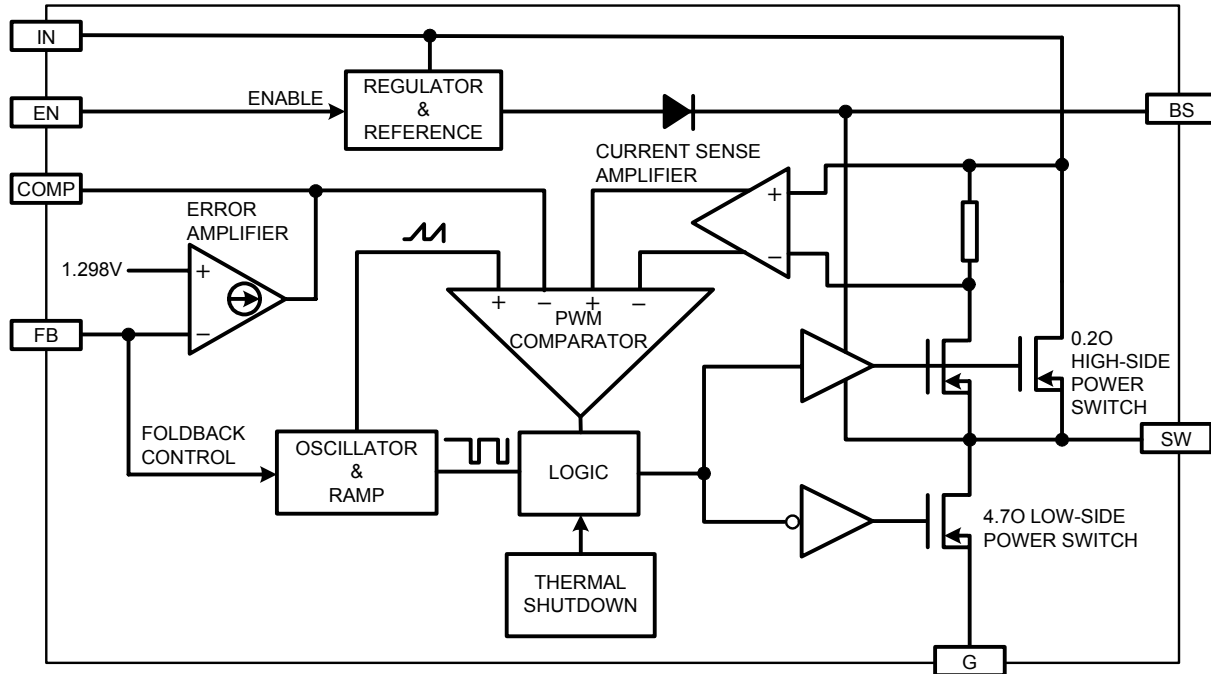 IN
REGULATOR
&
REFERENCE
ENABLE
EN
BS
CURRENT SENSE
AMPLIFIER
COMP
ERROR
AMPLIFIER
+
−
1.298V
+
−
FB
+ − + −
PWM
COMPARATOR
0.2O
HIGH-SIDE
POWER
SWITCH
FOLDBACK
CONTROL
OSCILLATOR
&
RAMP
LOGIC
SW
4.7O LOW-SIDE
POWER SWITCH
THERMAL
SHUTDOWN
G